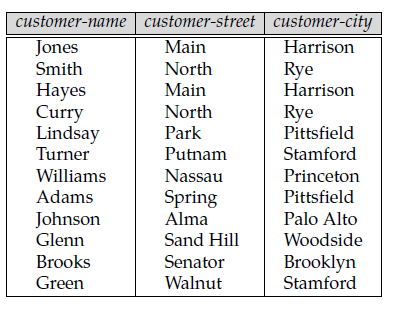 customer-name customer-street customer-city
Jones Main Harrison
Smith North Rye
Hayes Main Harrison
Curry North Rye
Lindsay Park Pittsfield
Turner Putnam Stamford
Williams Nassau Princeton
Adams Spring Pittsfield
Johnson Alma Palo Alto
Glenn Sand Hill Woodside
Brooks Senator Brooklyn
Green Walnut Stamford